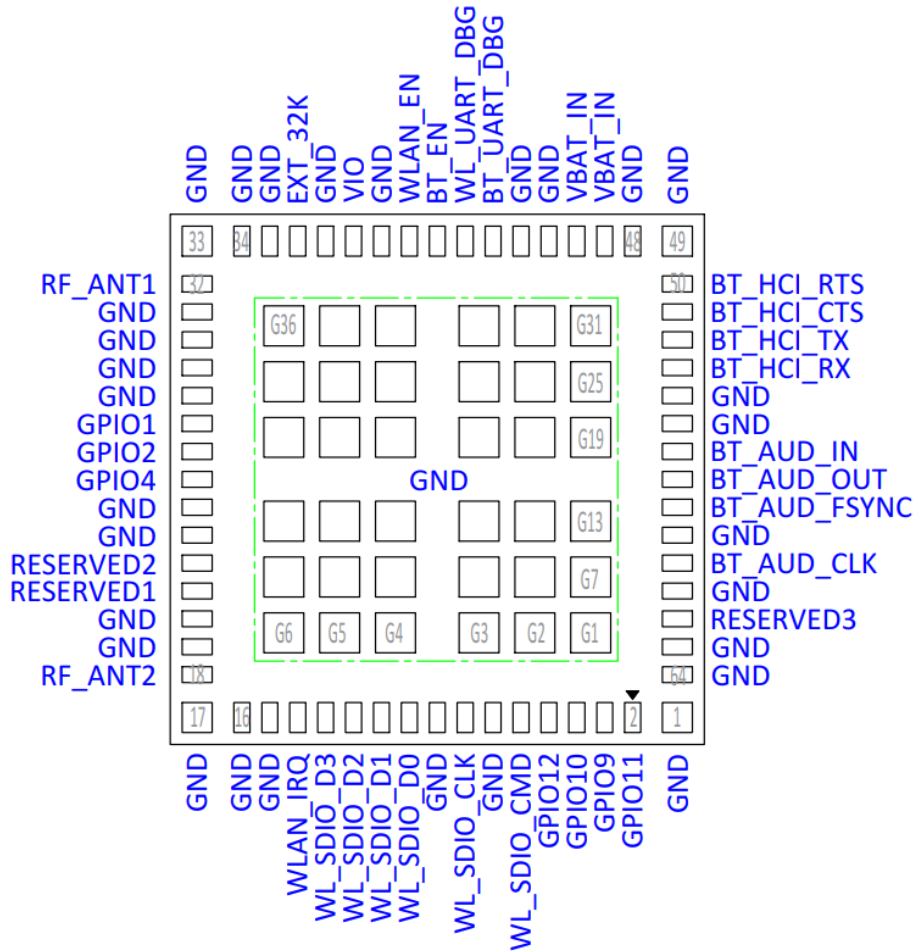 GND
GND
GND
EXT_32K
GND
VIO
GND
WLAN_EN
BT_EN
WL_UART_DBG
BT_UART_DBG
GND
GND
VBAT_IN
VBAT_IN
GND
GND
33
34
48
49
RF_ANT1
32
50
BT_HCI_RTS
GND
BT_HCI_CTS
GND
G36
G31
BT_HCI_TX
GND
BT_HCI_RX
GND
G25
GND
GPIO1
GND
GPIO2
G19
BT_AUD_IN
GPIO4
GND
BT_AUD_OUT
GND
BT_AUD_FSYNC
GND
G13
GND
RESERVED2
BT_AUD_CLK
RESERVED1
G7
GND
GND
RESERVED3
GND
G6
G5
G4
G3
G2
G1
GND
RF_ANT2
18
64
GND
17
16
2
1
GND
GND
GND
WLAN_IRQ
WL_SDIO_D3
WL_SDIO_D2
WL_SDIO_D1
WL_SDIO_D0
GND
WL_SDIO_CLK
GND
WL_SDIO_CMD
GPIO12
GPIO10
GPIO9
GPIO11
GND